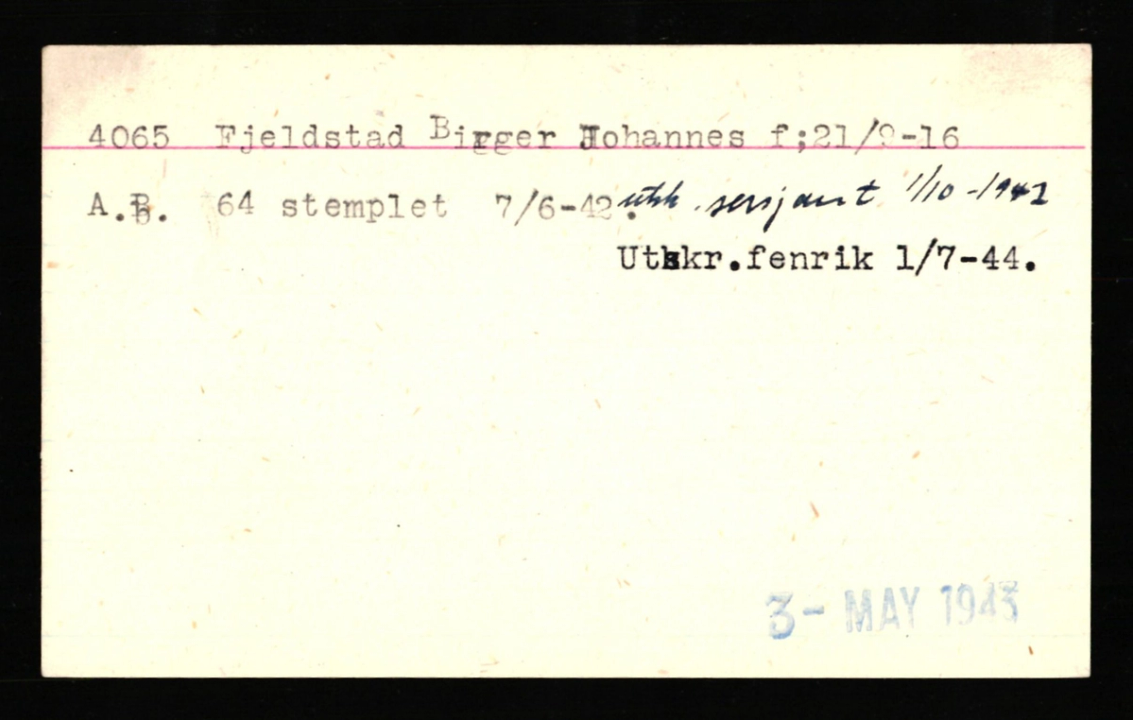 4065 Fjeldstad Birger Johannes f;21/9-16
A.B. 64 stemplet 7/6-42. utsk. sersjant 1/10-1942
Utskr.fenrik 1/7-44.
3- MAY 1943